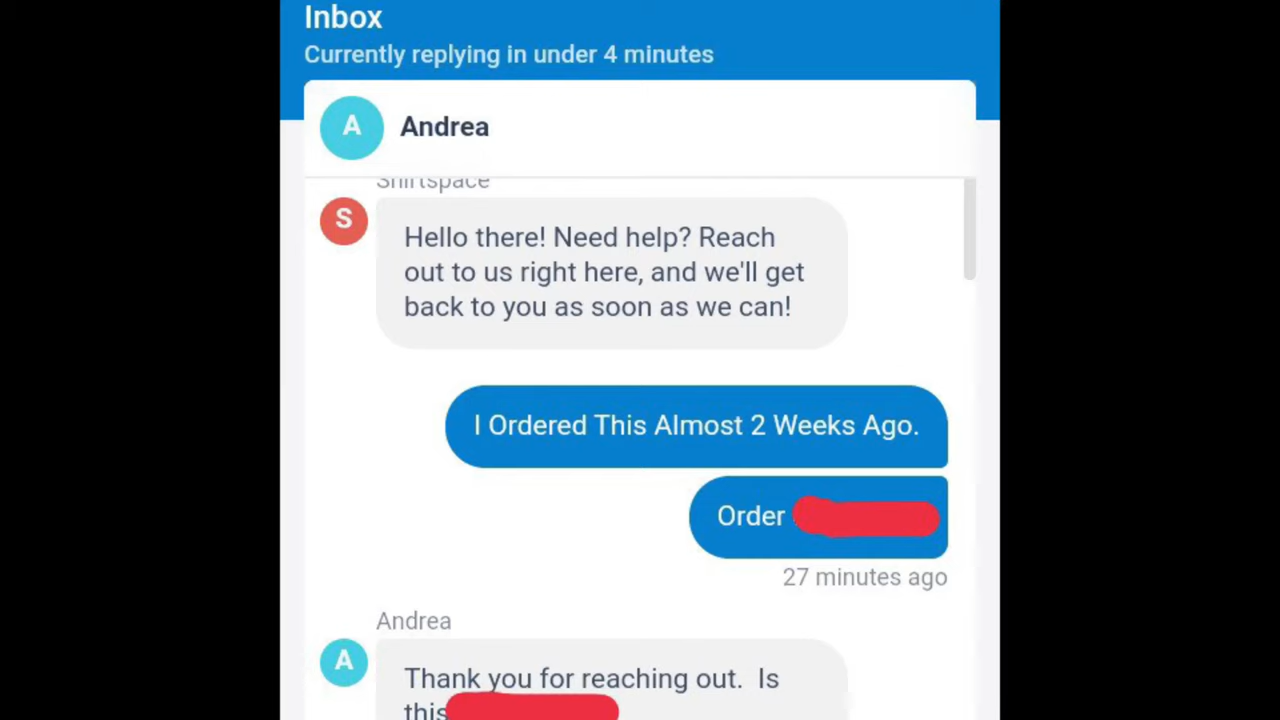 Inbox
Currently replying in under 4 minutes
A
Andrea
Shirtspace
S
Hello there! Need help? Reach
out to us right here, and we'll get
back to you as soon as we can!
I Ordered This Almost 2 Weeks Ago.
Order
27 minutes ago
Andrea
A
Thank you for reaching out.  Is
this